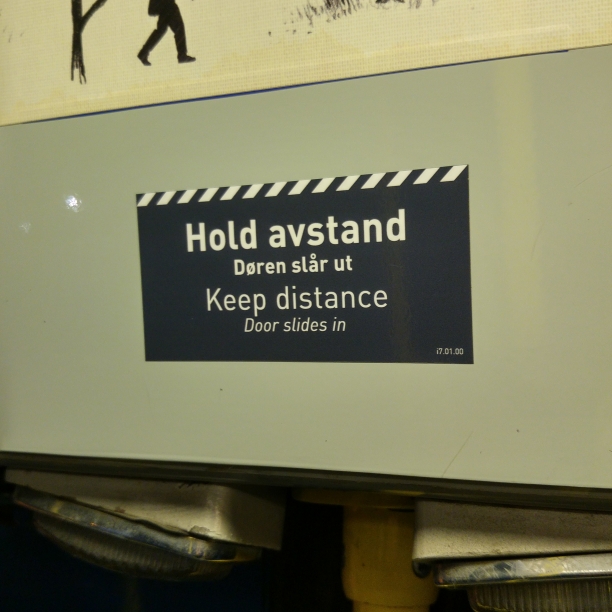 Hold avstand
Døren slår ut
Keep distance
Door slides in
i7.01.00